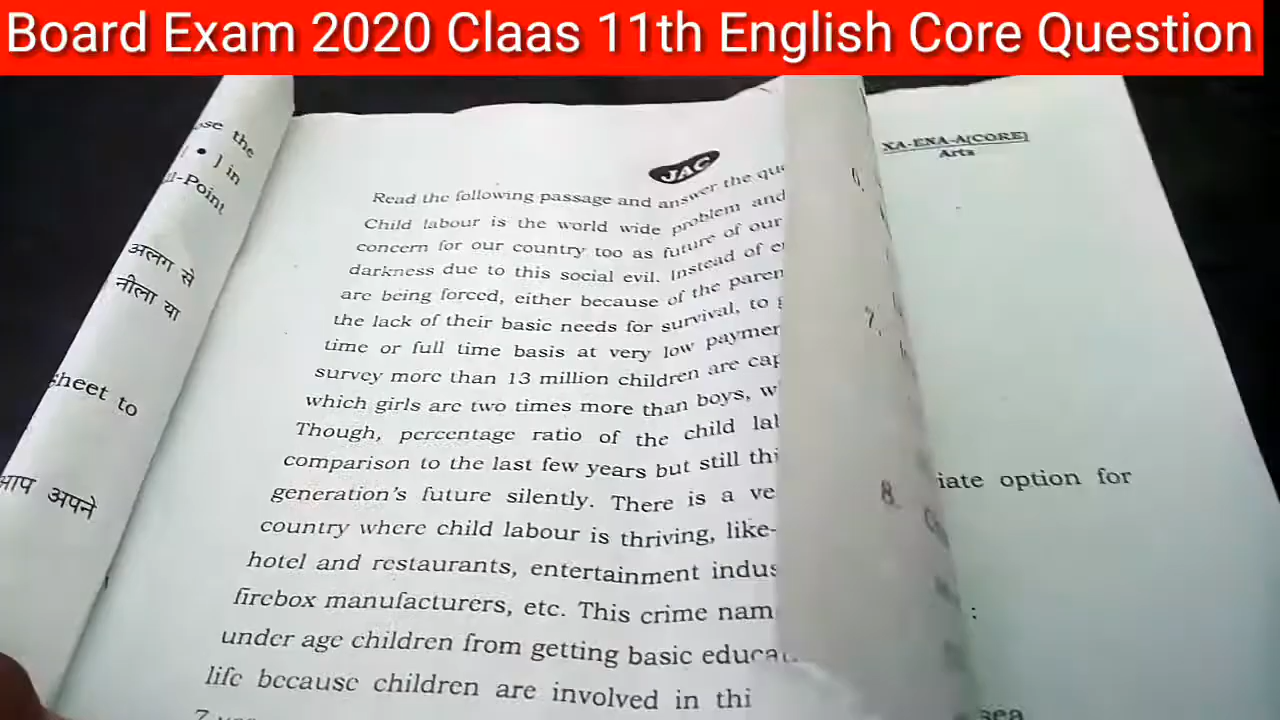 Board Exam 2020 Claas 11th English Core Question
the
[ • ] in
Point
अलग से
नीला या
sheet to
आप अपने
JAC
Read the following passage and answer the
Child labour is the world wide problem and
concern for our country too as future of our
darkness due to this social evil. Instead of
are being forced, either because of the
the lack of their basic needs for survival, to
time or full time basis at very low
survey more than 13 million children are
which girls are two times more than boys,
Though, percentage ratio of the child
comparison to the last few years but still
generation's future silently. There is a
country where child labour is thriving, like-
hotel and restaurants, entertainment
firebox manufacturers, etc. This crime
under age children from getting basic
life because children are involved in
7
XA-ENA-A(CORE)
Arts
7.
8.
iate option for
:
sea